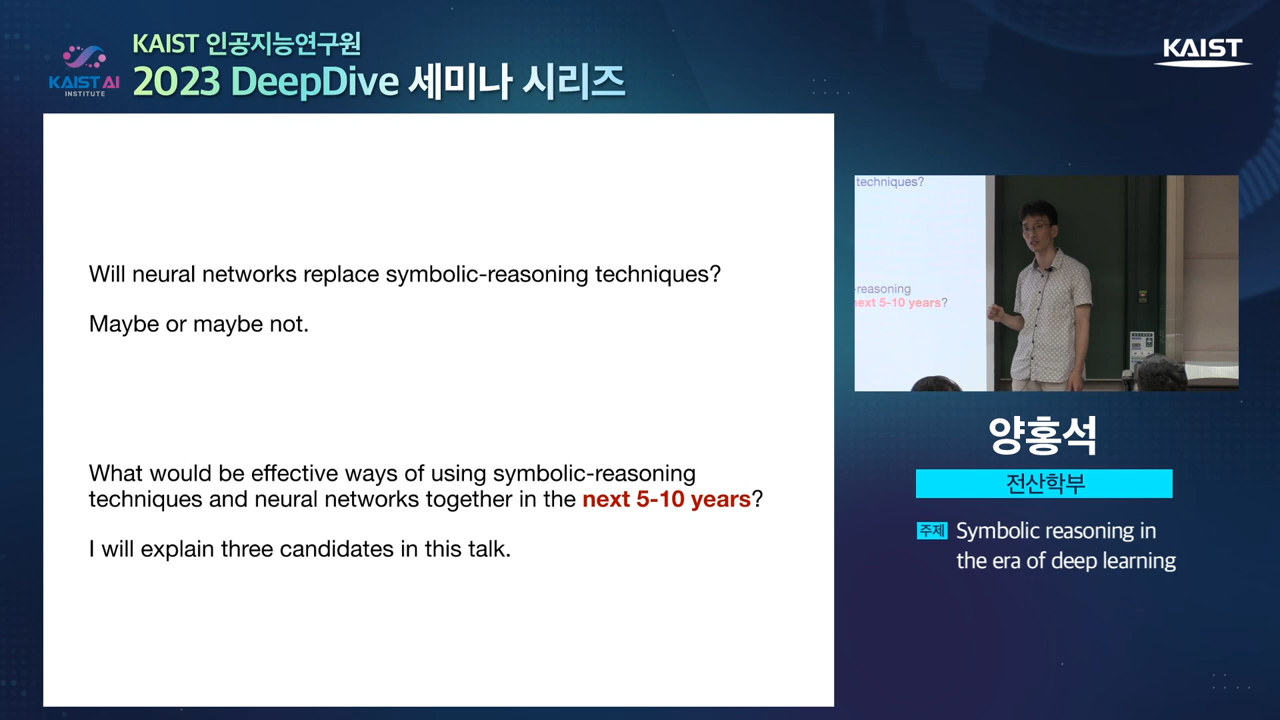 KAIST AI
INSTITUTE
KAIST 인공지능연구원
2023 DeepDive 세미나 시리즈
KAIST
Will neural networks replace symbolic-reasoning techniques?
Maybe or maybe not.
What would be effective ways of using symbolic-reasoning
techniques and neural networks together in the next 5-10 years?
I will explain three candidates in this talk.
techniques?
-reasoning
next 5-10 years?
양홍석
전산학부
주제 Symbolic reasoning in
the era of deep learning